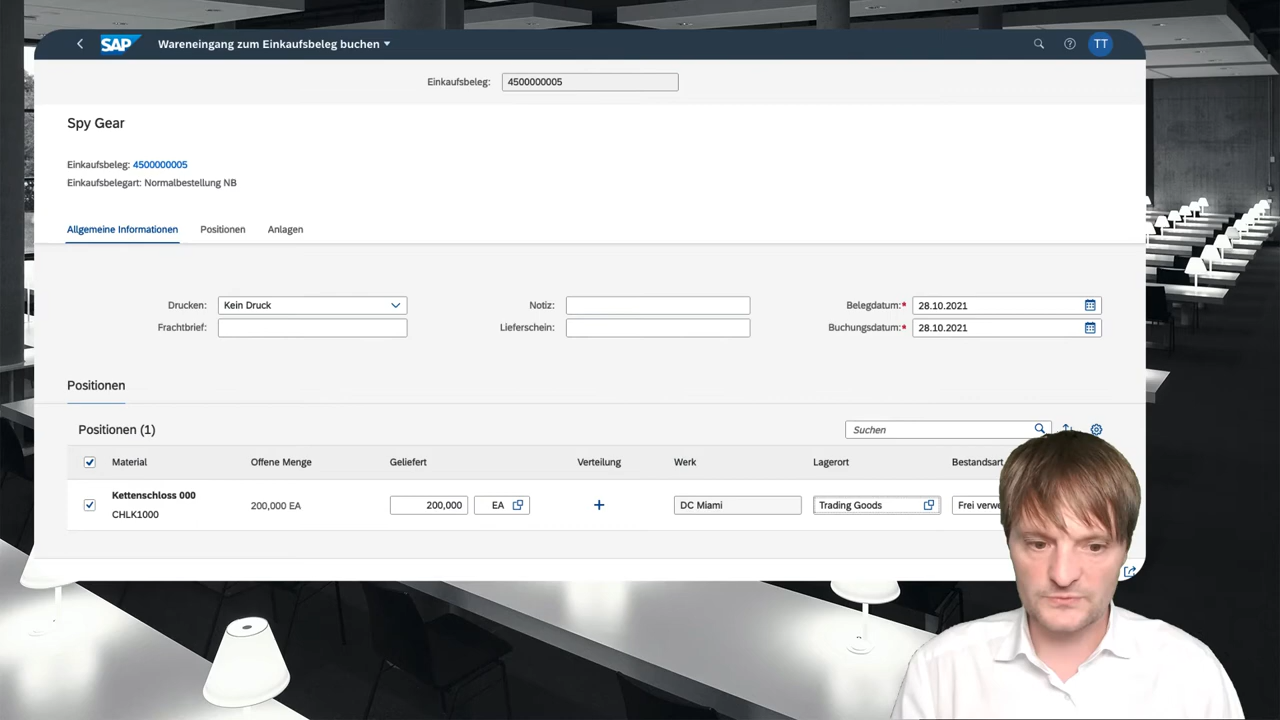 SAP Wareneingang zum Einkaufsbeleg buchen TT
Einkaufsbeleg: 4500000005
Spy Gear
Einkaufsbeleg: 4500000005
Einkaufsbelegart: Normalbestellung NB
Allgemeine Informationen Positionen Anlagen
Drucken: Kein Druck Notiz: Belegdatum:* 28.10.2021
Frachtbrief: Lieferschein: Buchungsdatum:* 28.10.2021
Positionen
Positionen (1) Suchen
Material Offene Menge Geliefert Verteilung Werk Lagerort Bestandsart
Kettenschloss 000 200,000 EA 200,000 EA DC Miami Trading Goods Frei
CHLK1000